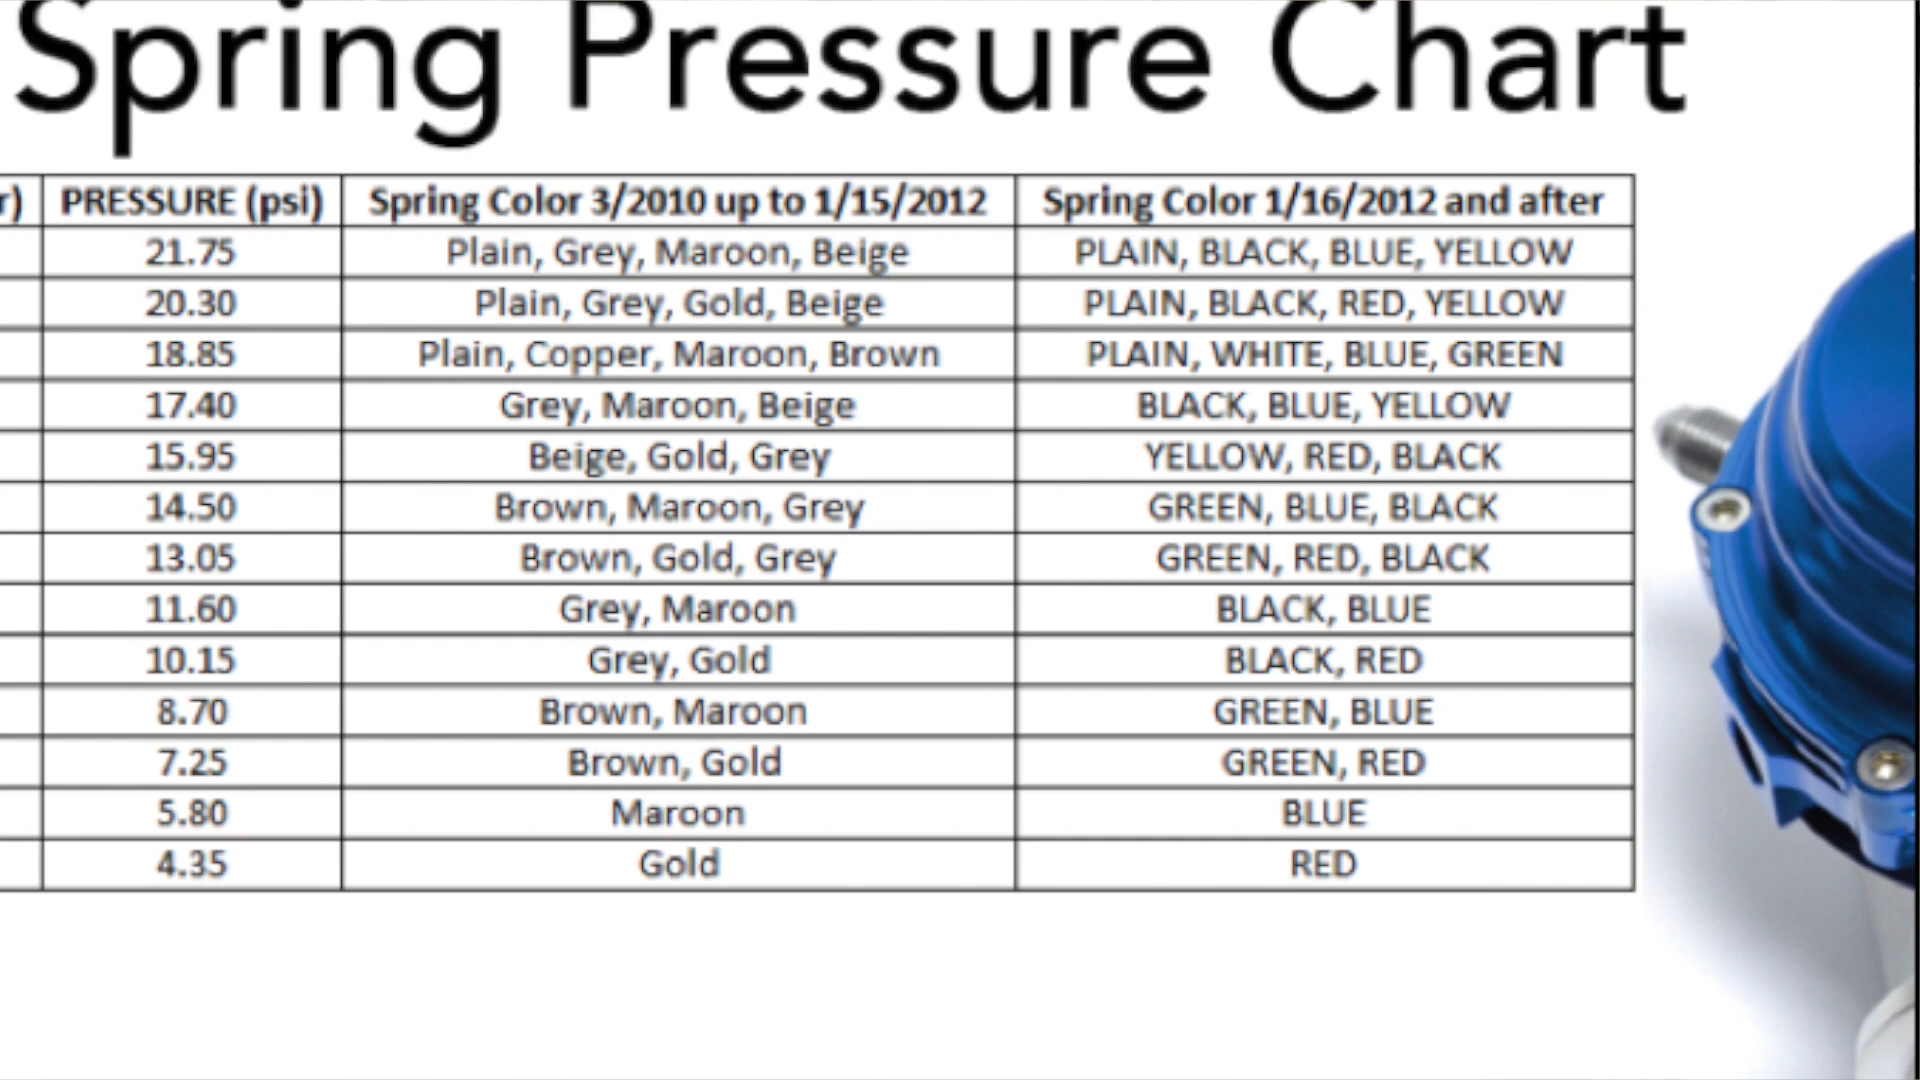 Spring Pressure Chart
r) PRESSURE (psi) Spring Color 3/2010 up to 1/15/2012 Spring Color 1/16/2012 and after
21.75 Plain, Grey, Maroon, Beige PLAIN, BLACK, BLUE, YELLOW
20.30 Plain, Grey, Gold, Beige PLAIN, BLACK, RED, YELLOW
18.85 Plain, Copper, Maroon, Brown PLAIN, WHITE, BLUE, GREEN
17.40 Grey, Maroon, Beige BLACK, BLUE, YELLOW
15.95 Beige, Gold, Grey YELLOW, RED, BLACK
14.50 Brown, Maroon, Grey GREEN, BLUE, BLACK
13.05 Brown, Gold, Grey GREEN, RED, BLACK
11.60 Grey, Maroon BLACK, BLUE
10.15 Grey, Gold BLACK, RED
8.70 Brown, Maroon GREEN, BLUE
7.25 Brown, Gold GREEN, RED
5.80 Maroon BLUE
4.35 Gold RED